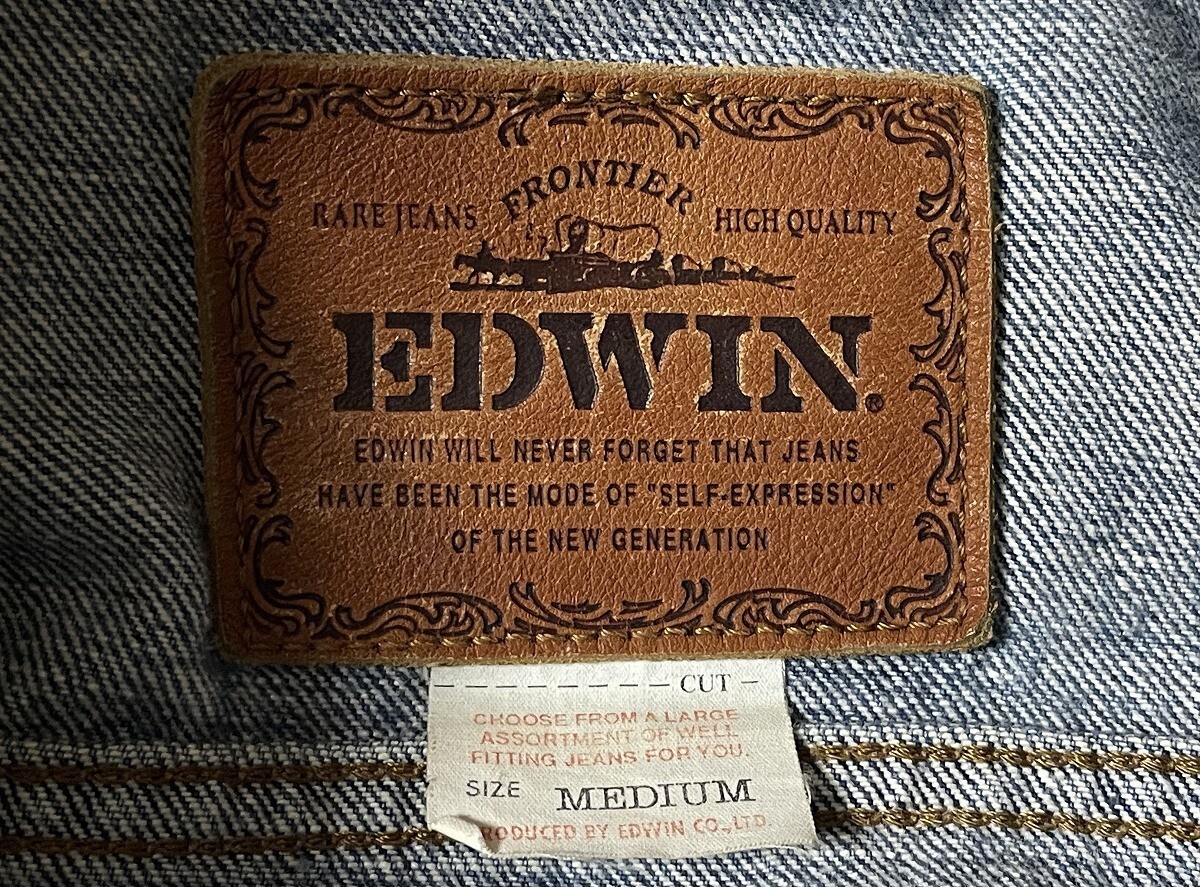 FRONTIER
RARE JEANS HIGH QUALITY
EDWIN®
EDWIN WILL NEVER FORGET THAT JEANS
HAVE BEEN THE MODE OF "SELF-EXPRESSION"
OF THE NEW GENERATION
CUT
CHOOSE FROM A LARGE
ASSORTMENT OF WELL
FITTING JEANS FOR YOU.
SIZE MEDIUM
RODUCED BY EDWIN CO.,LTD.